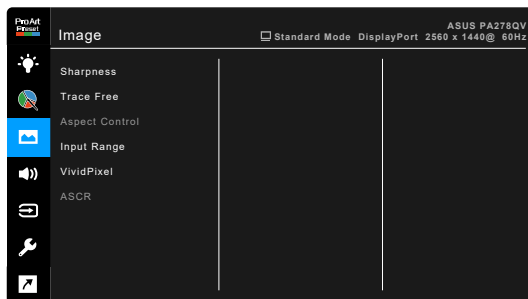 ProArt
Preset
Image
ASUS PA278QV
Standard Mode DisplayPort 2560 x 1440@ 60Hz
Sharpness
Trace Free
Aspect Control
Input Range
VividPixel
ASCR